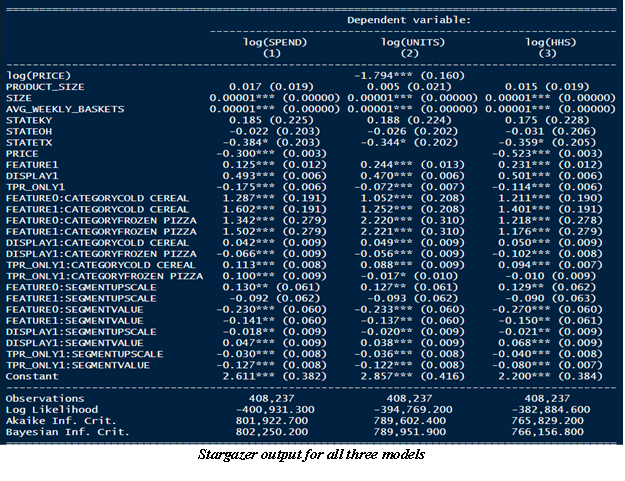 Dependent variable:
log(SPEND) log(UNITS) log(HHS)
(1) (2) (3)
log(PRICE) -1.794*** (0.160)
PRODUCT_SIZE 0.017 (0.019) 0.005 (0.021) 0.015 (0.019)
SIZE 0.00001*** (0.00000) 0.00001*** (0.00000) 0.00001*** (0.00000)
AVG_WEEKLY_BASKETS 0.00001*** (0.00000) 0.00001*** (0.00000) 0.00001*** (0.00000)
STATEKY 0.185 (0.225) 0.188 (0.224) 0.175 (0.228)
STATEOH -0.022 (0.203) -0.026 (0.202) -0.031 (0.206)
STATETX -0.384* (0.203) -0.344* (0.202) -0.359* (0.205)
PRICE -0.300*** (0.003) -0.523*** (0.003)
FEATURE1 0.125*** (0.012) 0.244*** (0.013) 0.231*** (0.012)
DISPLAY1 0.493*** (0.006) 0.470*** (0.006) 0.501*** (0.006)
TPR_ONLY1 -0.175*** (0.006) -0.072*** (0.007) -0.114*** (0.006)
FEATURE0:CATEGORYCOLD CEREAL 1.287*** (0.191) 1.052*** (0.208) 1.211*** (0.190)
FEATURE1:CATEGORYCOLD CEREAL 1.602*** (0.191) 1.252*** (0.208) 1.401*** (0.191)
FEATURE0:CATEGORYFROZEN PIZZA 1.342*** (0.279) 2.220*** (0.310) 1.218*** (0.278)
FEATURE1:CATEGORYFROZEN PIZZA 1.502*** (0.279) 2.221*** (0.310) 1.176*** (0.279)
DISPLAY1:CATEGORYCOLD CEREAL 0.042*** (0.009) 0.049*** (0.009) 0.050*** (0.009)
DISPLAY1:CATEGORYFROZEN PIZZA -0.066*** (0.009) -0.056*** (0.009) -0.102*** (0.008)
TPR_ONLY1:CATEGORYCOLD CEREAL 0.113*** (0.008) 0.088*** (0.009) 0.094*** (0.007)
TPR_ONLY1:CATEGORYFROZEN PIZZA 0.100*** (0.009) -0.017* (0.010) -0.010 (0.009)
FEATURE0:SEGMENTUPSCALE 0.130** (0.061) 0.127** (0.061) 0.129** (0.062)
FEATURE1:SEGMENTUPSCALE -0.092 (0.062) -0.093 (0.062) -0.090 (0.063)
FEATURE0:SEGMENTVALUE -0.230*** (0.060) -0.233*** (0.060) -0.270*** (0.060)
FEATURE1:SEGMENTVALUE -0.141** (0.060) -0.137** (0.060) -0.150** (0.061)
DISPLAY1:SEGMENTUPSCALE -0.018** (0.009) -0.020** (0.009) -0.021** (0.009)
DISPLAY1:SEGMENTVALUE 0.047*** (0.009) 0.038*** (0.009) 0.068*** (0.009)
TPR_ONLY1:SEGMENTUPSCALE -0.030*** (0.008) -0.036*** (0.008) -0.040*** (0.008)
TPR_ONLY1:SEGMENTVALUE -0.127*** (0.008) -0.122*** (0.008) -0.080*** (0.007)
Constant 2.611*** (0.382) 2.857*** (0.416) 2.200*** (0.384)
Observations 408,237 408,237 408,237
Log Likelihood -400,931.300 -394,769.200 -382,884.600
Akaike Inf. Crit. 801,922.700 789,602.400 765,829.200
Bayesian Inf. Crit. 802,250.200 789,951.900 766,156.800
Stargazer output for all three models